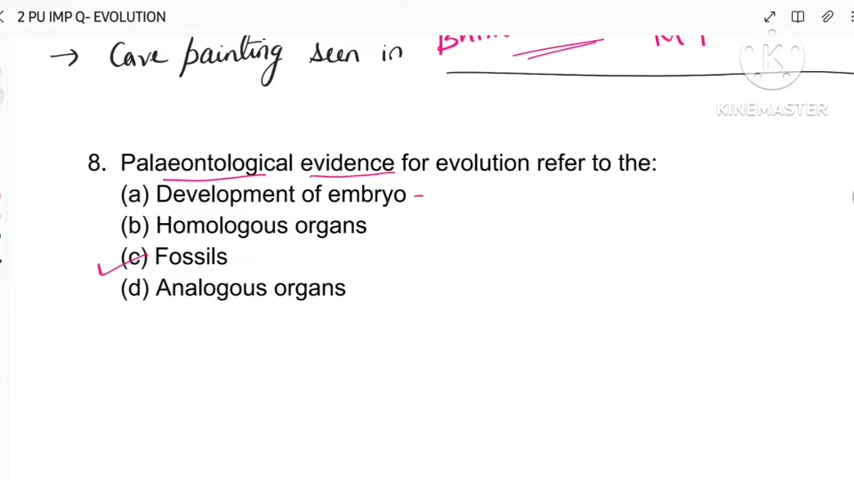 2 PU IMP Q- EVOLUTION
→ Cave painting seen in
KINEMASTER
8. Palaeontological evidence for evolution refer to the:
(a) Development of embryo -
(b) Homologous organs
(c) Fossils
(d) Analogous organs